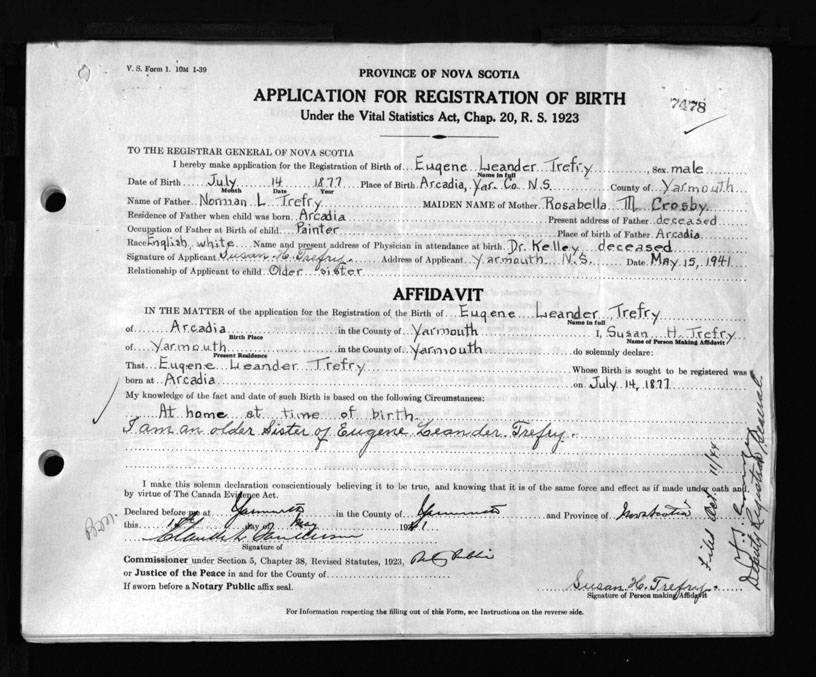 V. S. Form 1. 10M 1-39
PROVINCE OF NOVA SCOTIA
APPLICATION FOR REGISTRATION OF BIRTH
7478
Under the Vital Statistics Act, Chap. 20, R. S. 1923
TO THE REGISTRAR GENERAL OF NOVA SCOTIA
I hereby make application for the Registration of Birth of Eugene Leander Trefry, Sex male
Name in full
Date of Birth July 14 1877 Place of Birth Arcadia, Yar. Co. N.S. County of Yarmouth
Month Date Year
Name of Father Norman L. Trefry MAIDEN NAME of Mother Rosabella M. Crosby
Residence of Father when child was born Arcadia Present address of Father deceased
Occupation of Father at Birth of child Painter Place of birth of Father Arcadia
Race English, white Name and present address of Physician in attendance at birth Dr. Kelley deceased
Signature of Applicant Susan H. Trefry Address of Applicant Yarmouth N.S. Date May 15, 1941
Relationship of Applicant to child Older sister
AFFIDAVIT
IN THE MATTER of the application for the Registration of the Birth of Eugene Leander Trefry
Name in full
of Arcadia in the County of Yarmouth I, Susan H. Trefry
Birth Place Name of Person Making Affidavit
of Yarmouth in the County of Yarmouth do solemnly declare:
Present Residence
That Eugene Leander Trefry Whose Birth is sought to be registered was
born at Arcadia on July 14, 1877
My knowledge of the fact and date of such Birth is based on the following Circumstances:
At home at time of birth
I am an older Sister of Eugene Leander Trefry.
I make this solemn declaration conscientiously believing it to be true, and knowing that it is of the same force and effect as if made under oath and
by virtue of The Canada Evidence Act.
Declared before me at Yarmouth in the County of Yarmouth and Province of Nova Scotia
this day of May 1941
Signature of
Commissioner under Section 5, Chapter 38, Revised Statutes, 1923,
or Justice of the Peace in and for the County of
If sworn before a Notary Public affix seal.
Susan H. Trefry
Signature of Person making Affidavit
For Information respecting the filling out of this Form, see Instructions on the reverse side.
Filed Oct 11/44
Deputy Registrar General